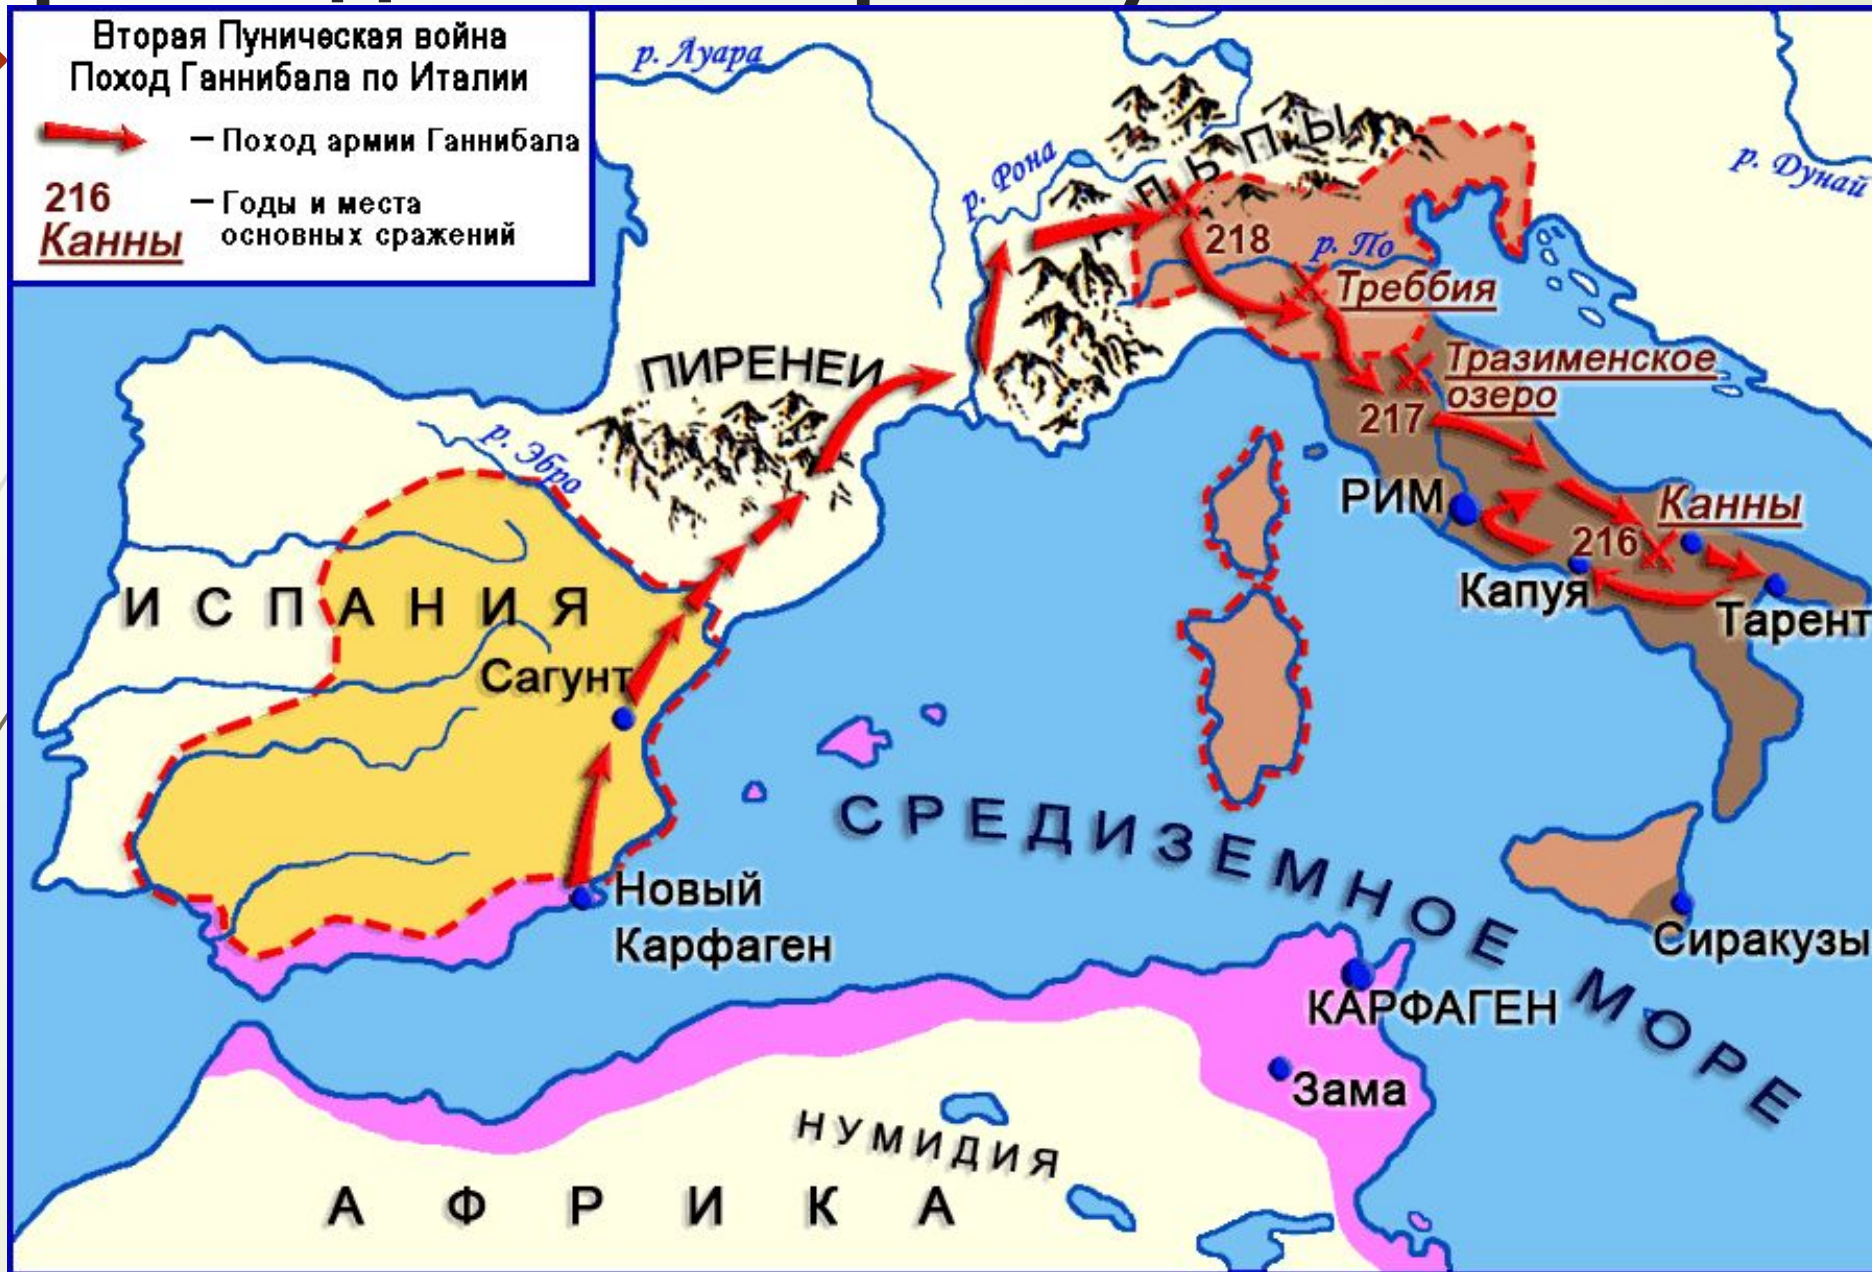 Вторая Пуническая война
Поход Ганнибала по Италии
— Поход армии Ганнибала
216
Канны
— Годы и места
основных сражений
р. Луара
р. Рона
АЛЬПЫ
р. Дунай
218
р. По
Треббия
ПИРЕНЕИ
Тразименское
озеро
217
р. Эбро
РИМ
Канны
216
Капуя
Тарент
ИСПАНИЯ
Сагунт
СРЕДИЗЕМНОЕ МОРЕ
Новый
Карфаген
Сиракузы
КАРФАГЕН
Зама
НУМИДИЯ
АФРИКА